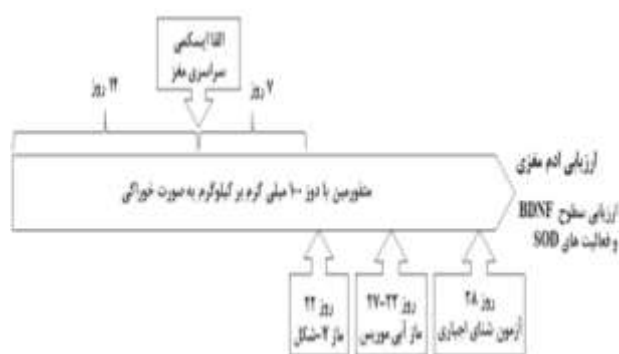 القا ایسکمی
سراسری مغز
۱۴ روز
۷ روز
متفورمین با دوز ۱۰۰ میلی گرم بر کیلوگرم به صورت خوراکی
ارزیابی ادم مغزی
ارزیابی سطوح BDNF
و فعالیت های SOD
روز ۲۲
ماز Y-شکل
روز ۲۳-۲۷
ماز آبی موریس
روز ۲۸
آزمون شنای اجباری